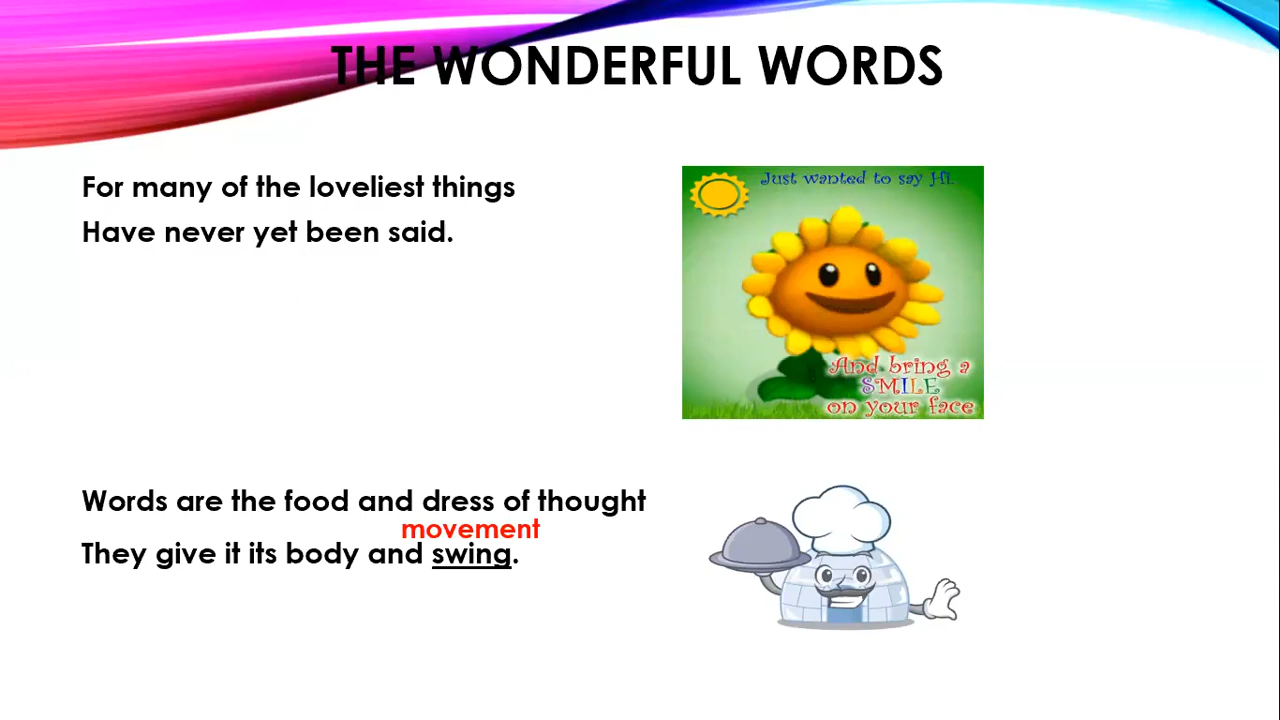 THE WONDERFUL WORDS
For many of the loveliest things
Have never yet been said.
Just wanted to say Hi.
And bring a
SMILE
on your face
Words are the food and dress of thought
movement
They give it its body and swing.